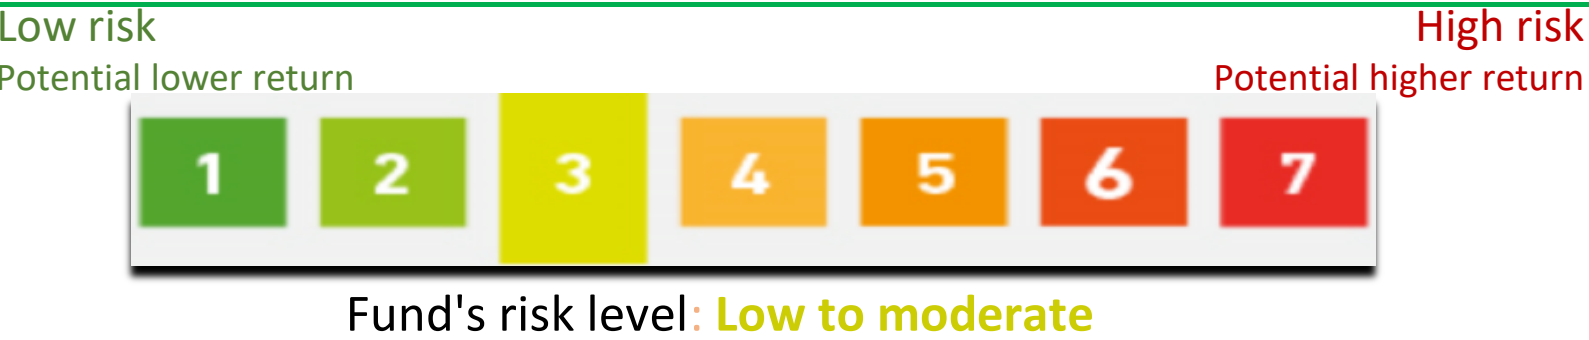 Low risk High risk
Potential lower return Potential higher return
1 2 3 4 5 6 7
Fund's risk level: Low to moderate